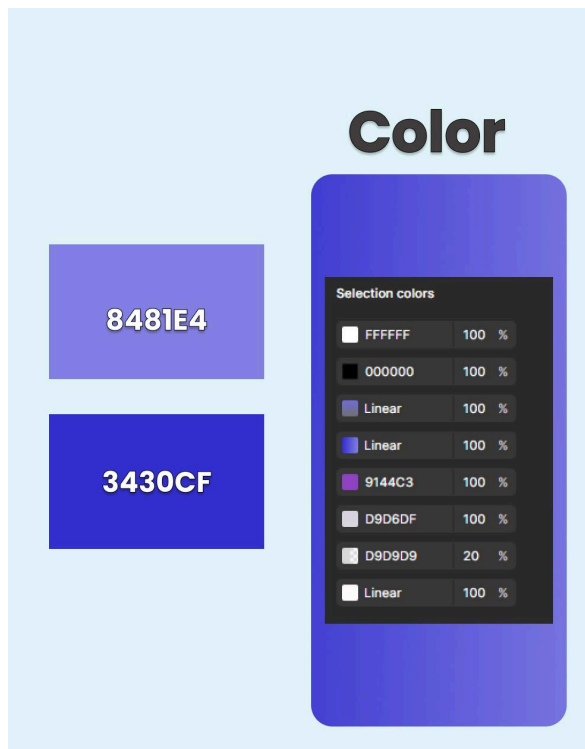 Color
8481E4
3430CF
Selection colors
FFFFFF 100 %
000000 100 %
Linear 100 %
Linear 100 %
9144C3 100 %
D9D6DF 100 %
D9D9D9 20 %
Linear 100 %